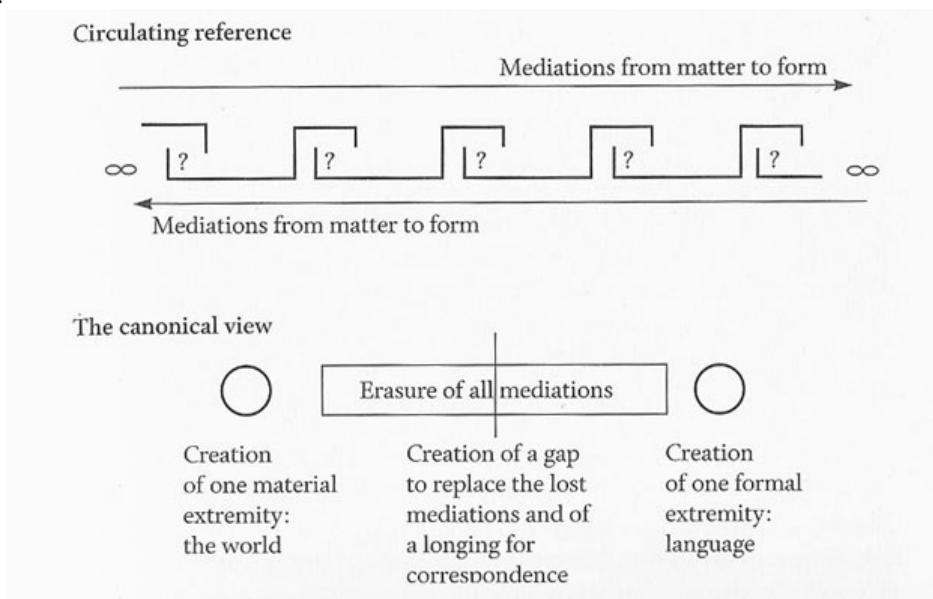 Circulating reference
Mediations from matter to form
∞ ? ? ? ? ? ∞
Mediations from matter to form
The canonical view
Erasure of all mediations
Creation
of one material
extremity:
the world
Creation of a gap
to replace the lost
mediations and of
a longing for
correspondence
Creation
of one formal
extremity:
language